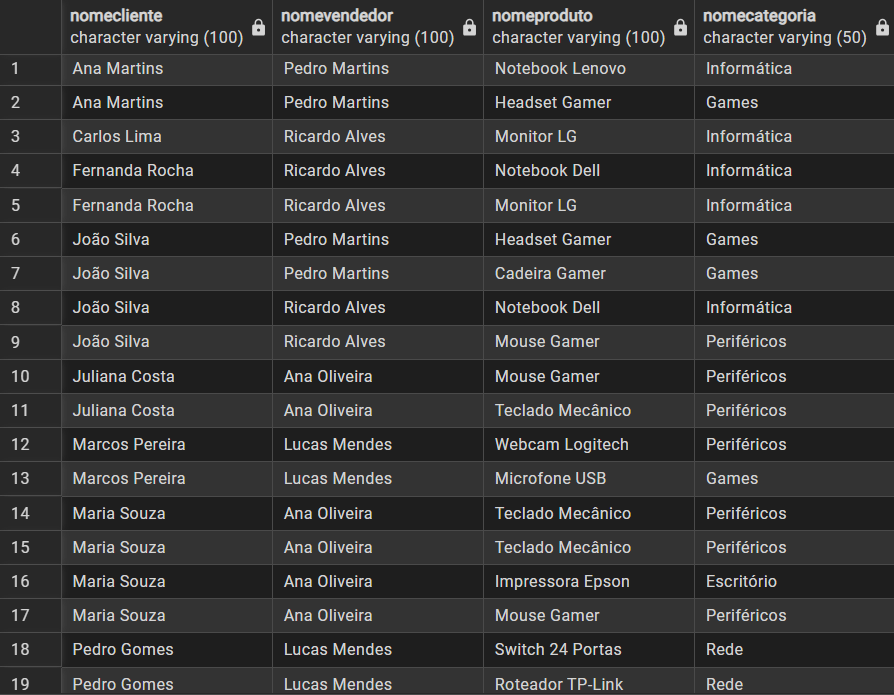 nomecliente nomevendedor nomeproduto nomecategoria
character varying (100) character varying (100) character varying (100) character varying (50)
1 Ana Martins Pedro Martins Notebook Lenovo Informática
2 Ana Martins Pedro Martins Headset Gamer Games
3 Carlos Lima Ricardo Alves Monitor LG Informática
4 Fernanda Rocha Ricardo Alves Notebook Dell Informática
5 Fernanda Rocha Ricardo Alves Monitor LG Informática
6 João Silva Pedro Martins Headset Gamer Games
7 João Silva Pedro Martins Cadeira Gamer Games
8 João Silva Ricardo Alves Notebook Dell Informática
9 João Silva Ricardo Alves Mouse Gamer Periféricos
10 Juliana Costa Ana Oliveira Mouse Gamer Periféricos
11 Juliana Costa Ana Oliveira Teclado Mecânico Periféricos
12 Marcos Pereira Lucas Mendes Webcam Logitech Periféricos
13 Marcos Pereira Lucas Mendes Microfone USB Games
14 Maria Souza Ana Oliveira Teclado Mecânico Periféricos
15 Maria Souza Ana Oliveira Teclado Mecânico Periféricos
16 Maria Souza Ana Oliveira Impressora Epson Escritório
17 Maria Souza Ana Oliveira Mouse Gamer Periféricos
18 Pedro Gomes Lucas Mendes Switch 24 Portas Rede
19 Pedro Gomes Lucas Mendes Roteador TP-Link Rede